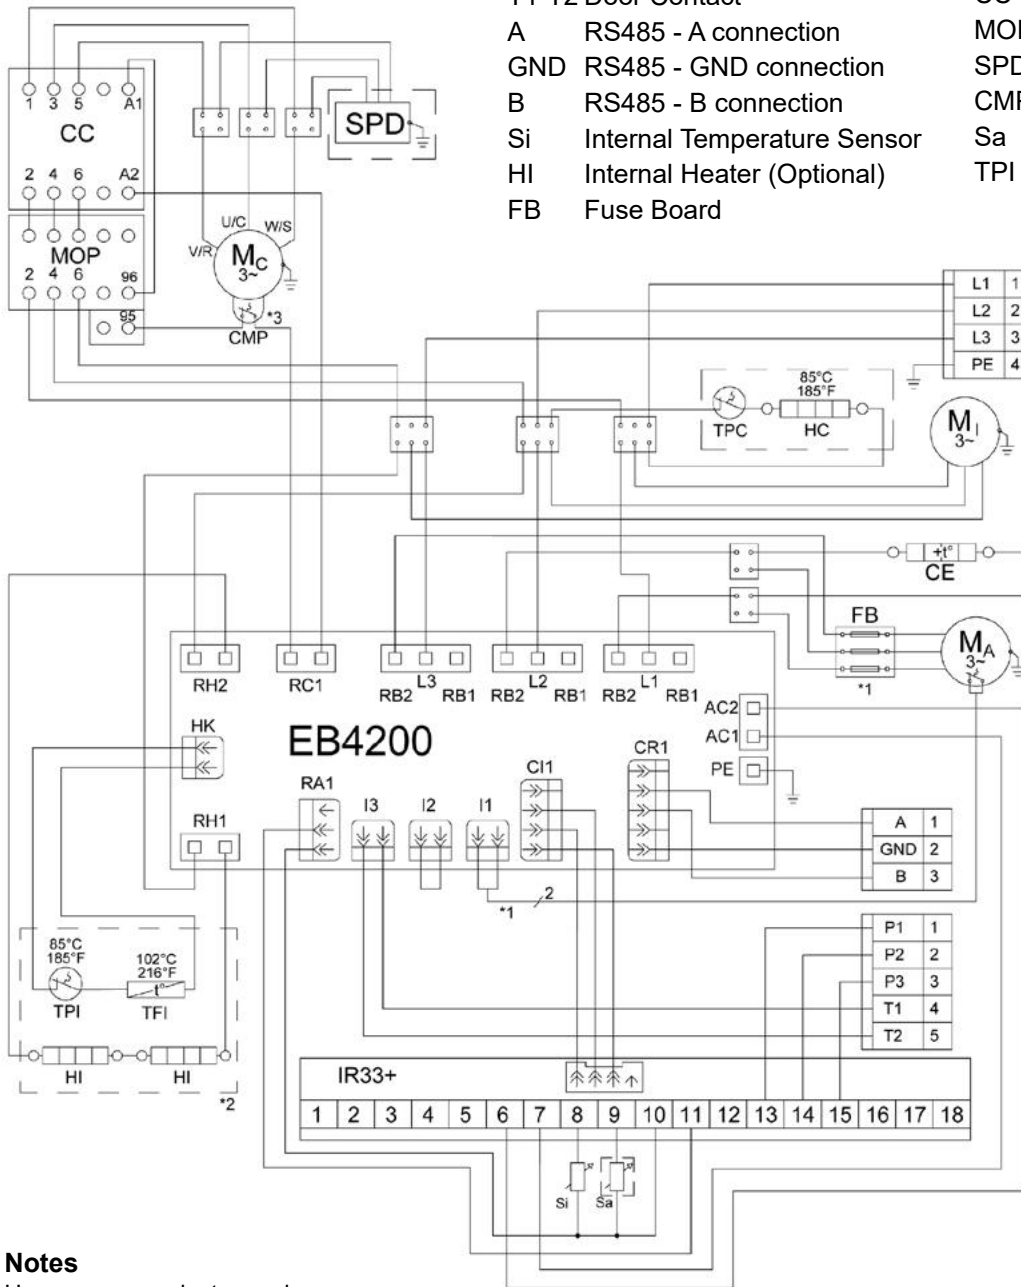 T1-T2 Door Contact
A RS485 - A connection
GND RS485 - GND connection
B RS485 - B connection
Si Internal Temperature Sensor
HI Internal Heater (Optional)
FB Fuse Board
CC
MOP
SPD
CMP
Sa
TPI
1 3 5 A1
CC
2 4 6 A2
MOP
2 4 6 96
95
SPD
U/C
V/R
W/S
MC
3~
*3
CMP
L1 1
L2 2
L3 3
PE 4
85°C
185°F
TPC
HC
MI
3~
+t°
CE
FB
*1
MA
3~
RH2
RC1
RB2 L3 RB1
RB2 L2 RB1
RB2 L1 RB1
AC2
AC1
PE
HK
EB4200
RA1
I3
I2
I1
CI1
CR1
RH1
*1
2
A 1
GND 2
B 3
P1 1
P2 2
P3 3
T1 4
T2 5
85°C
185°F
102°C
216°F
t°
TPI
TFI
HI
HI
*2
IR33+
1 2 3 4 5 6 7 8 9 10 11 12 13 14 15 16 17 18
Si
Sa
Notes